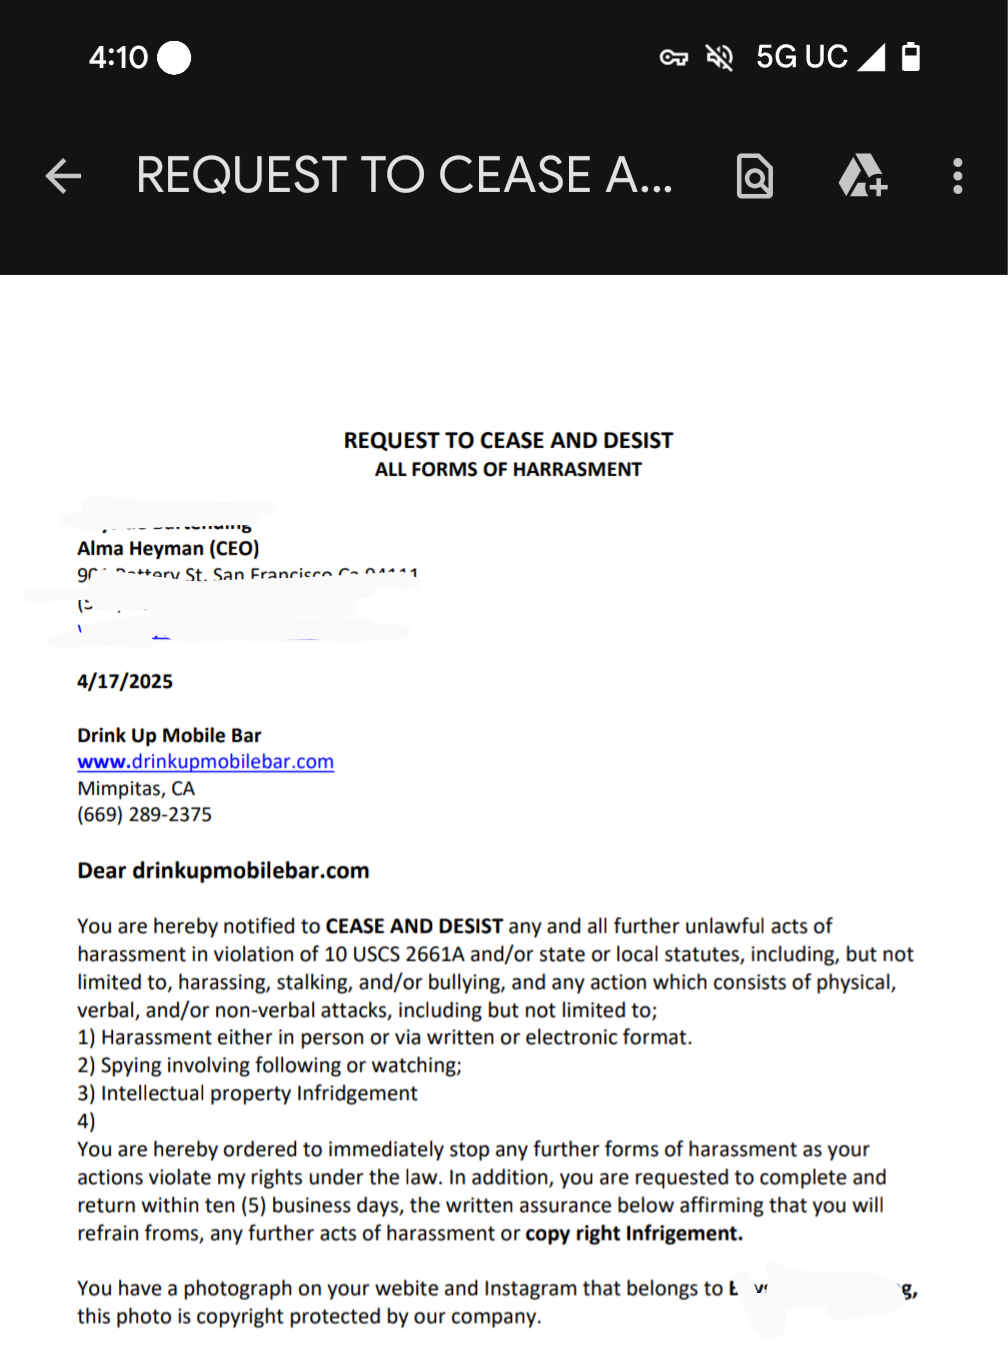 4:10
5G UC
REQUEST TO CEASE A...
REQUEST TO CEASE AND DESIST
ALL FORMS OF HARRASMENT
Bartending
Alma Heyman (CEO)
Battery St. San Francisco Ca 94111
4/17/2025
Drink Up Mobile Bar
www.drinkupmobilebar.com
Mimpitas, CA
(669) 289-2375
Dear drinkupmobilebar.com
You are hereby notified to CEASE AND DESIST any and all further unlawful acts of
harassment in violation of 10 USCS 2661A and/or state or local statutes, including, but not
limited to, harassing, stalking, and/or bullying, and any action which consists of physical,
verbal, and/or non-verbal attacks, including but not limited to;
1) Harassment either in person or via written or electronic format.
2) Spying involving following or watching;
3) Intellectual property Infridgement
4)
You are hereby ordered to immediately stop any further forms of harassment as your
actions violate my rights under the law. In addition, you are requested to complete and
return within ten (5) business days, the written assurance below affirming that you will
refrain froms, any further acts of harassment or copy right Infrigement.
You have a photograph on your webite and Instagram that belongs to
this photo is copyright protected by our company.